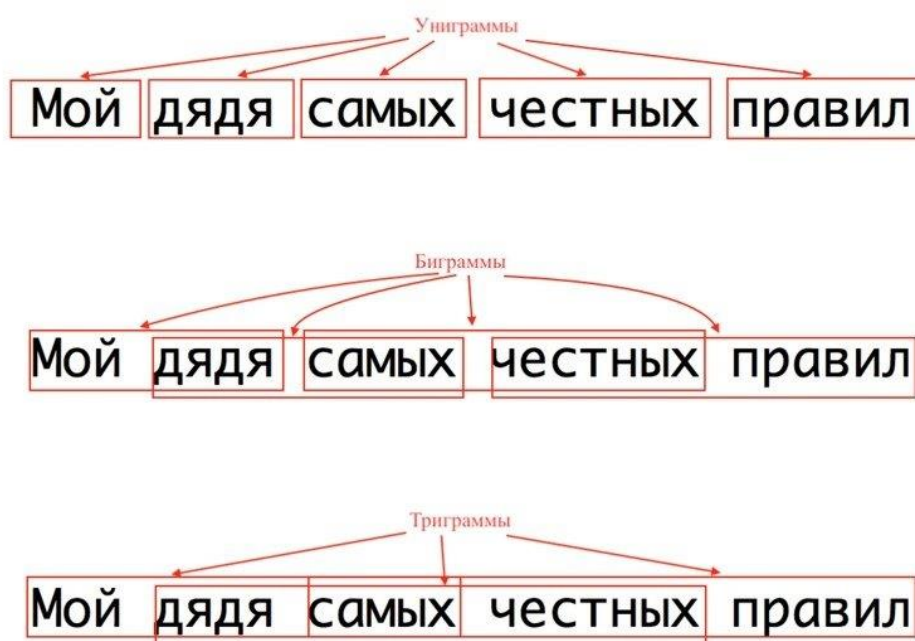 Униграммы
Мой дядя самых честных правил
Биграммы
Мой дядя самых честных правил
Триграммы
Мой дядя самых честных правил